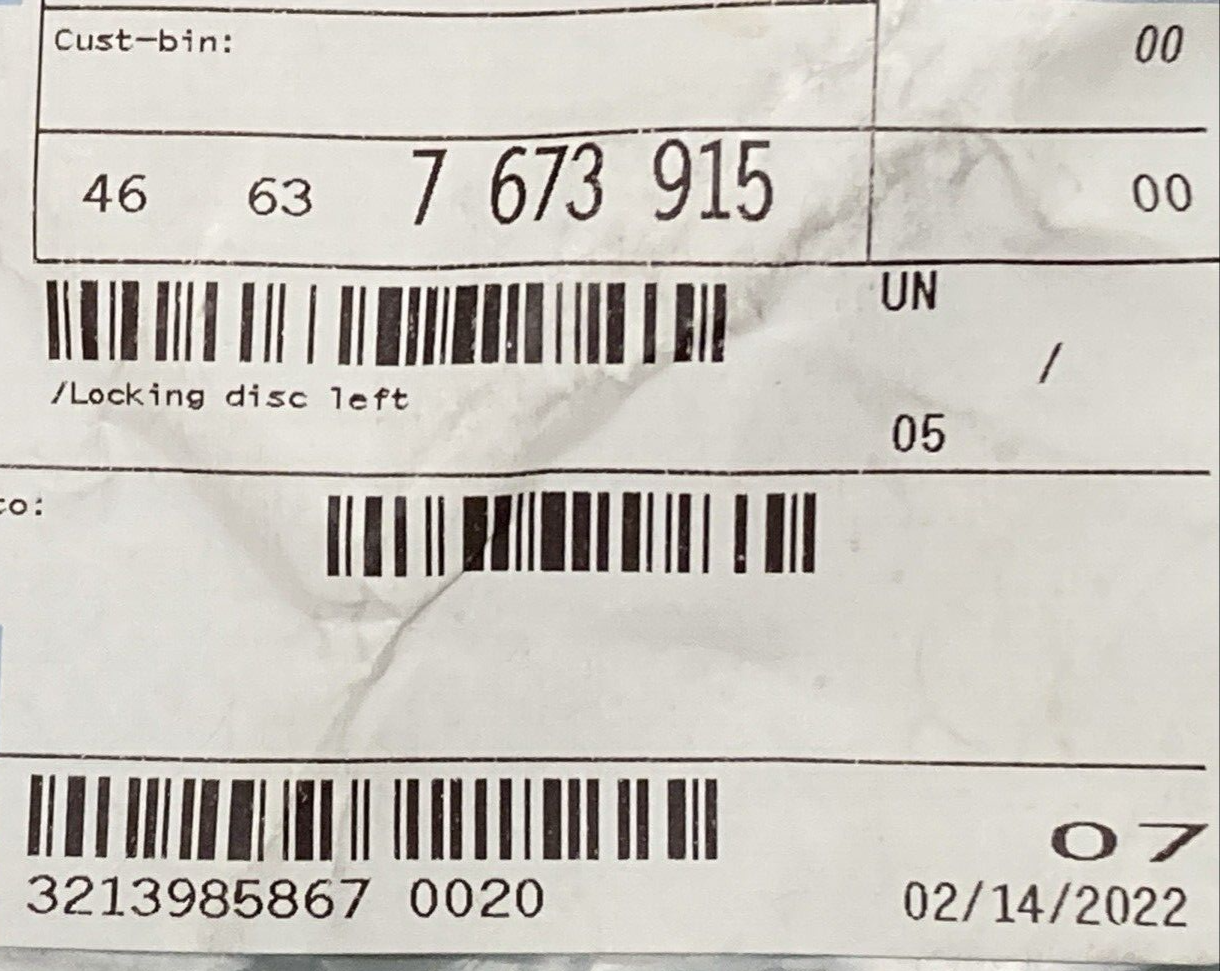 Cust-bin:
00
46 63 7 673 915 00
UN
/
/Locking disc left
05
to:
07
3213985867 0020 02/14/2022